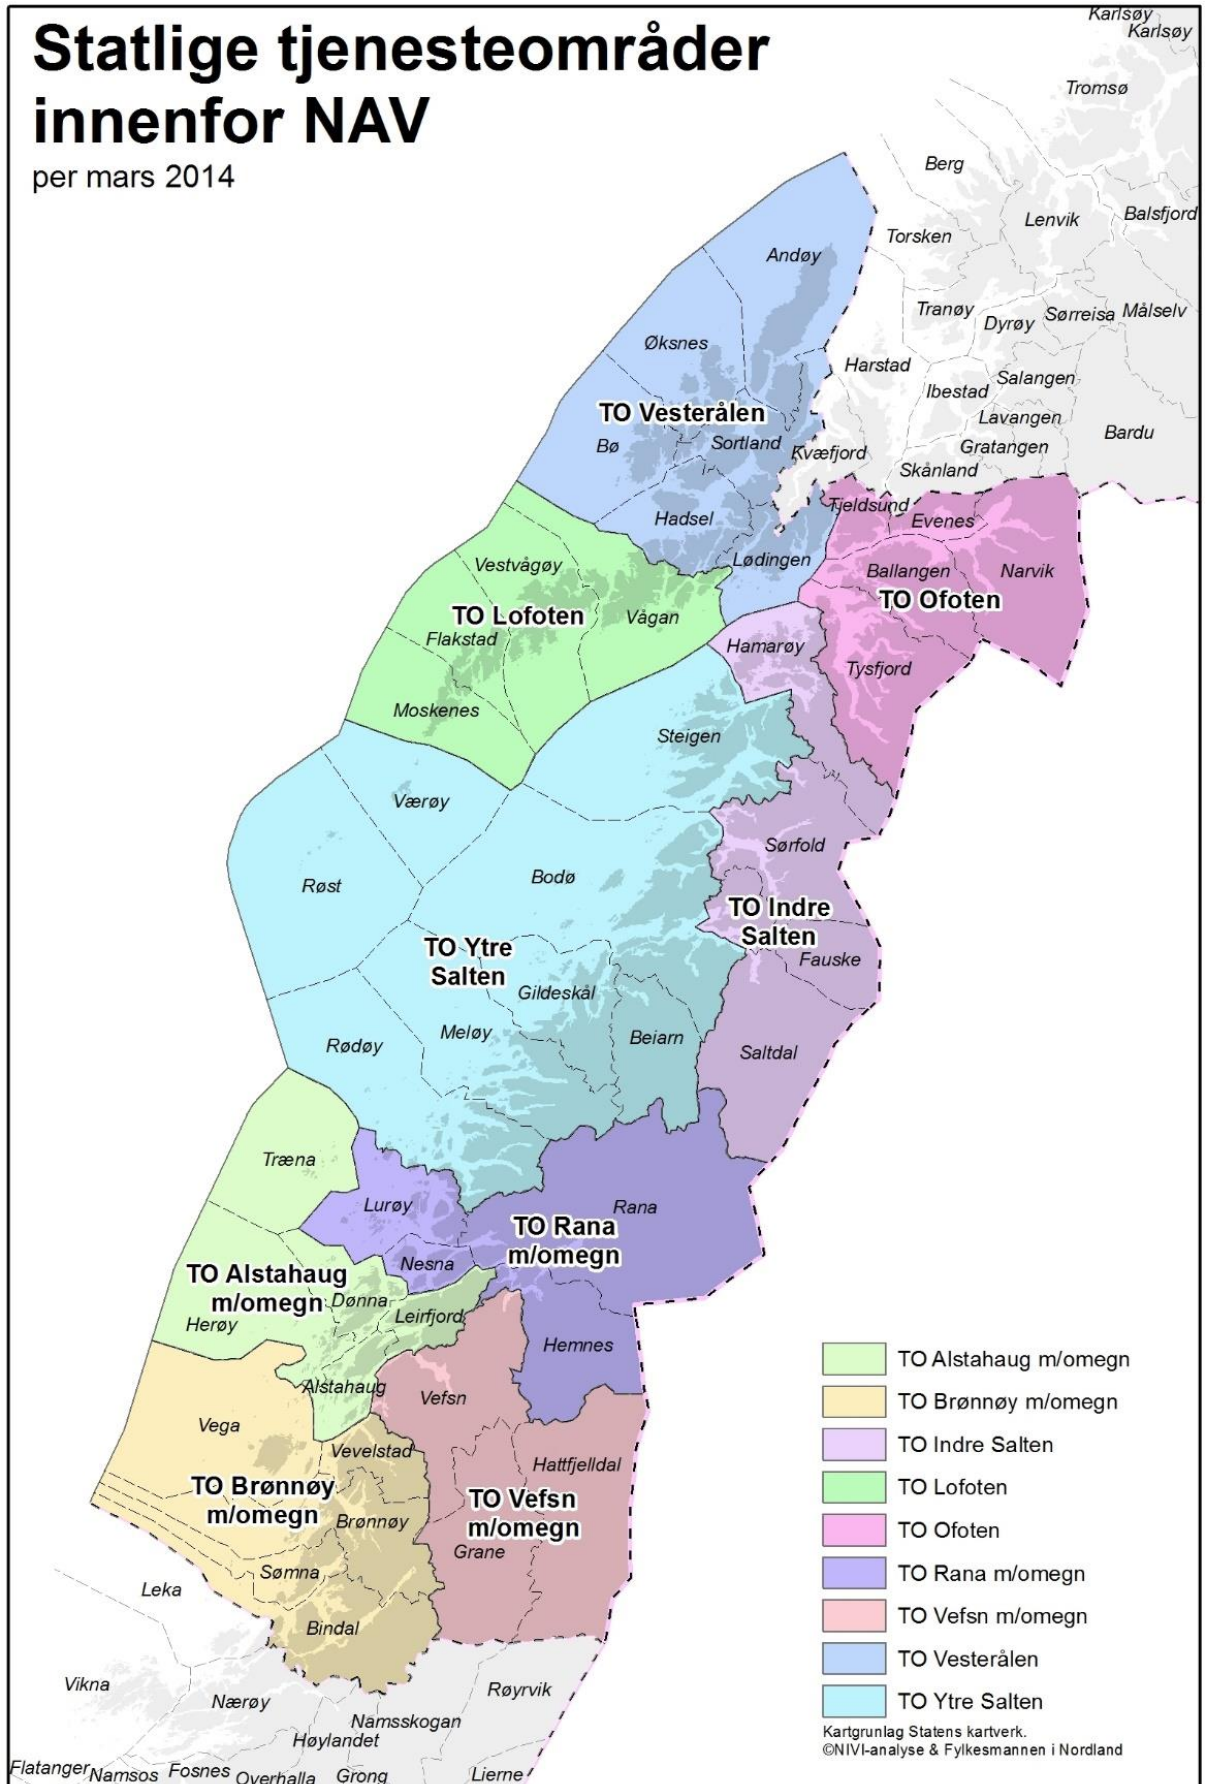 Statlige tjenesteområder
innenfor NAV
per mars 2014
Karlsøy
Karlsøy
Tromsø
Berg
Lenvik
Balsfjord
Torsken
Andøy
Tranøy
Dyrøy
Sørreisa
Målselv
Øksnes
Harstad
Salangen
Ibestad
TO Vesterålen
Lavangen
Bardu
Bø
Sortland
Kvæfjord
Gratangen
Skånland
Hadsel
Tjeldsund
Evenes
Lødingen
Vestvågøy
Ballangen
Narvik
TO Ofoten
TO Lofoten
Vågan
Flakstad
Hamarøy
Tysfjord
Moskenes
Steigen
Værøy
Sørfold
Røst
Bodø
TO Indre
Salten
TO Ytre
Salten
Fauske
Gildeskål
Meløy
Beiarn
Rødøy
Saltdal
Træna
Lurøy
Rana
TO Rana
m/omegn
Nesna
TO Alstahaug
m/omegn
Dønna
Herøy
Leirfjord
Hemnes
Alstahaug
Vefsn
Vega
Vevelstad
Hattfjelldal
TO Brønnøy
m/omegn
TO Vefsn
m/omegn
Brønnøy
Grane
Sømna
Leka
Bindal
Vikna
Nærøy
Røyrvik
Namsskogan
Høylandet
Flatanger
Namsos
Fosnes
Overhalla
Grong
Lierne
TO Alstahaug m/omegn
TO Brønnøy m/omegn
TO Indre Salten
TO Lofoten
TO Ofoten
TO Rana m/omegn
TO Vefsn m/omegn
TO Vesterålen
TO Ytre Salten
Kartgrunlag Statens kartverk.
©NIVI-analyse & Fylkesmannen i Nordland